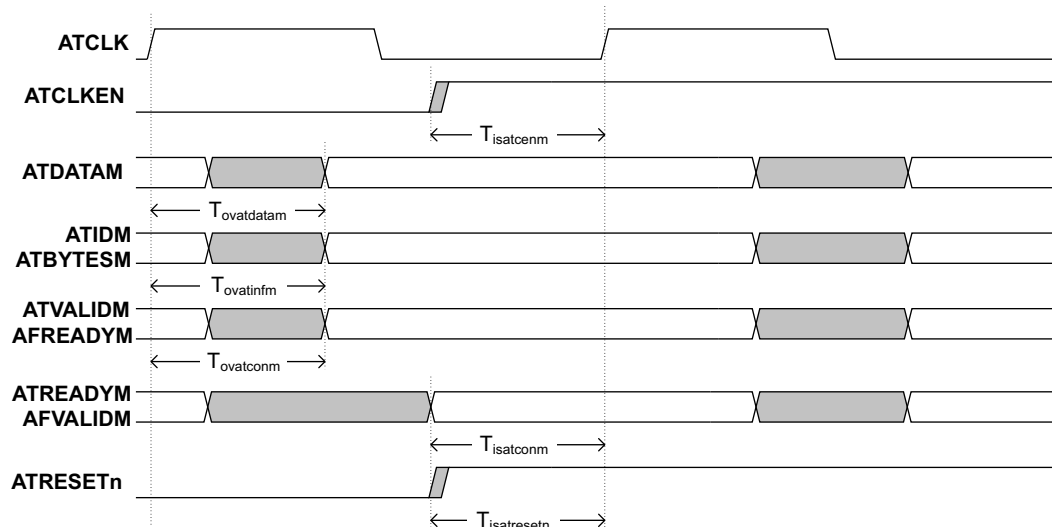 ATCLK
ATCLKEN
Tisatcenm
ATDATAM
Tovatdatam
ATIDM
ATBYTESM
Tovatinfm
ATVALIDM
AFREADYM
Tovatconm
ATREADYM
AFVALIDM
Tisatconm
ATRESETn
Tisatresetn